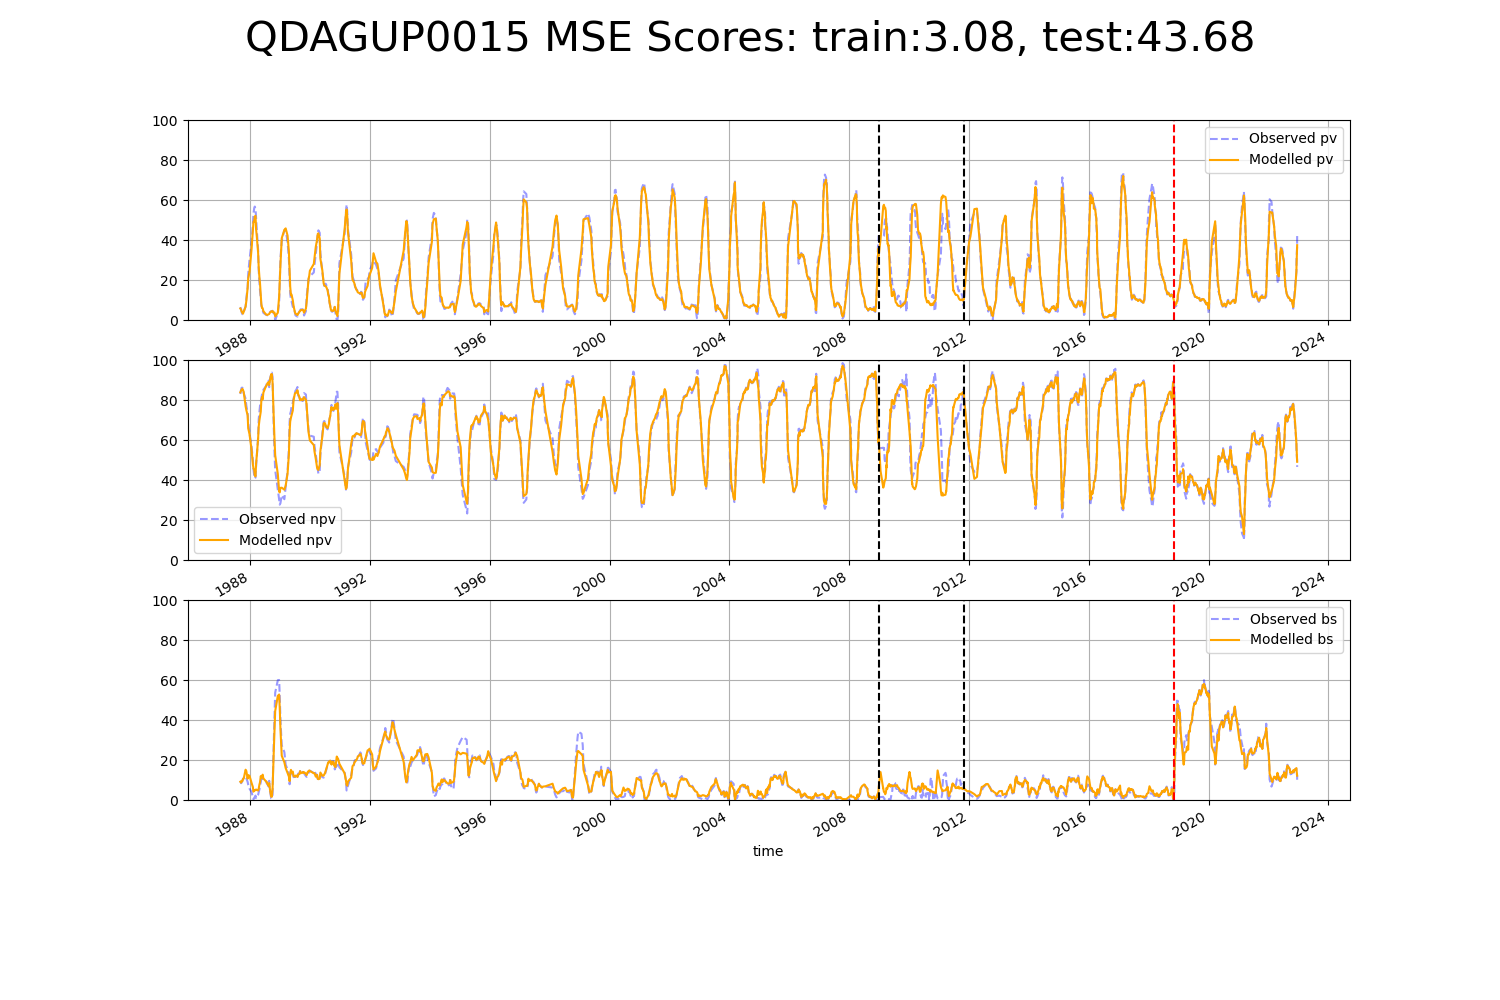 QDAGUP0015 MSE Scores: train:3.08, test:43.68
100
80
60
40
20
0
Observed pv
Modelled pv
1988 1992 1996 2000 2004 2008 2012 2016 2020 2024
100
80
60
40
20
0
Observed npv
Modelled npv
1988 1992 1996 2000 2004 2008 2012 2016 2020 2024
100
80
60
40
20
0
Observed bs
Modelled bs
1988 1992 1996 2000 2004 2008 2012 2016 2020 2024
time